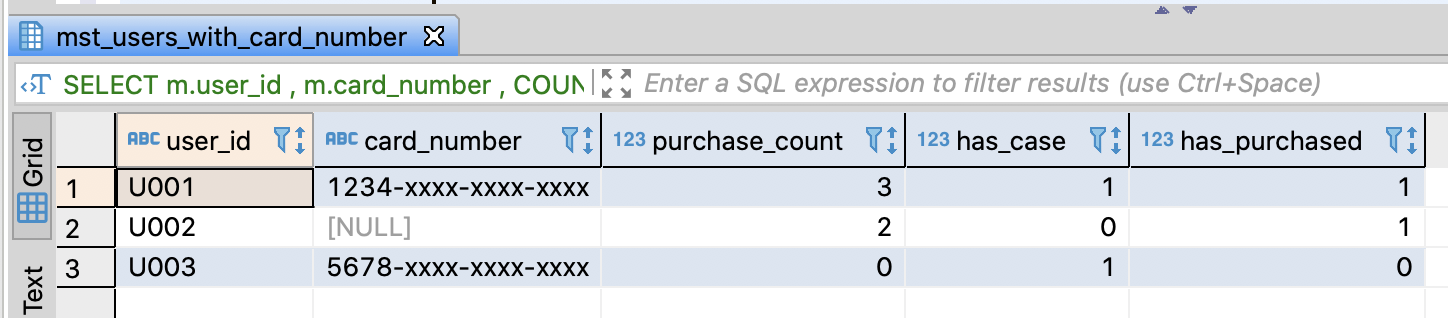 mst_users_with_card_number
SELECT m.user_id , m.card_number , COUN
Enter a SQL expression to filter results (use Ctrl+Space)
Grid
Text
ABC user_id ABC card_number 123 purchase_count 123 has_case 123 has_purchased
1 U001 1234-xxxx-xxxx-xxxx 3 1 1
2 U002 [NULL] 2 0 1
3 U003 5678-xxxx-xxxx-xxxx 0 1 0